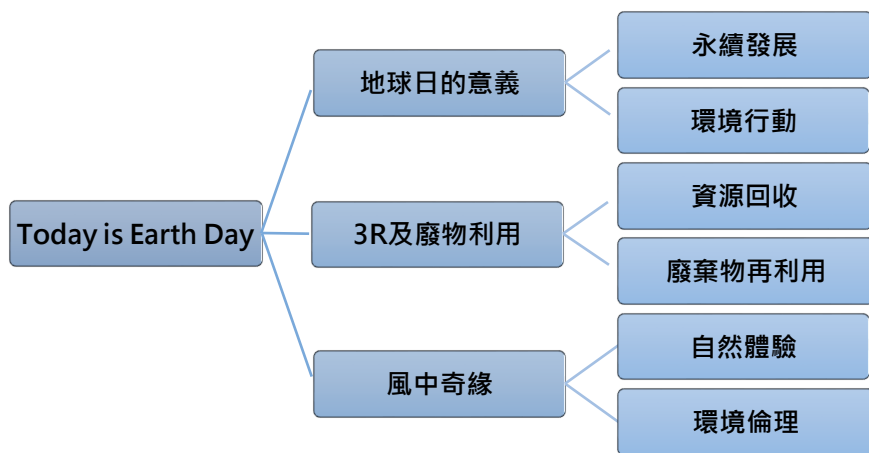 Today is Earth Day
地球日的意義
永續發展
環境行動
3R及廢物利用
資源回收
廢棄物再利用
風中奇緣
自然體驗
環境倫理